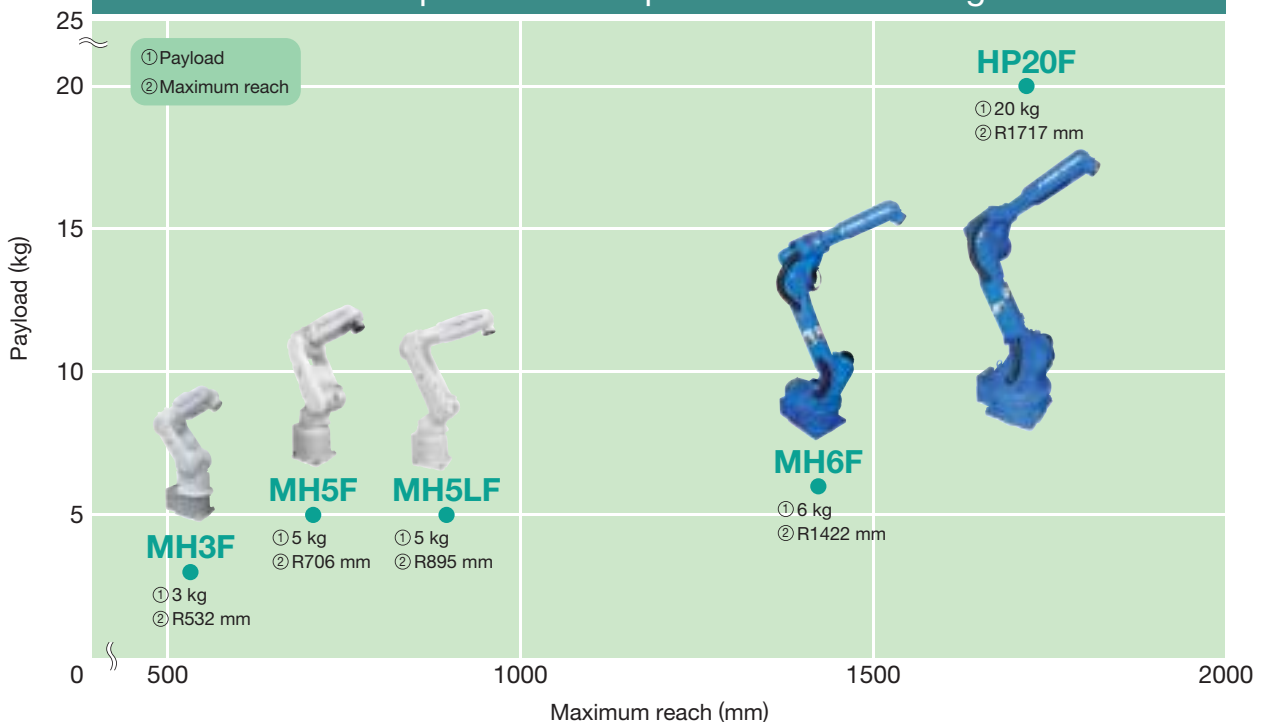 25
①Payload
②Maximum reach
20
HP20F
①20 kg
②R1717 mm
15
Payload (kg)
10
MH6F
①6 kg
②R1422 mm
MH5F
①5 kg
②R706 mm
MH5LF
①5 kg
②R895 mm
5
MH3F
①3 kg
②R532 mm
0
500
1000
1500
2000
Maximum reach (mm)